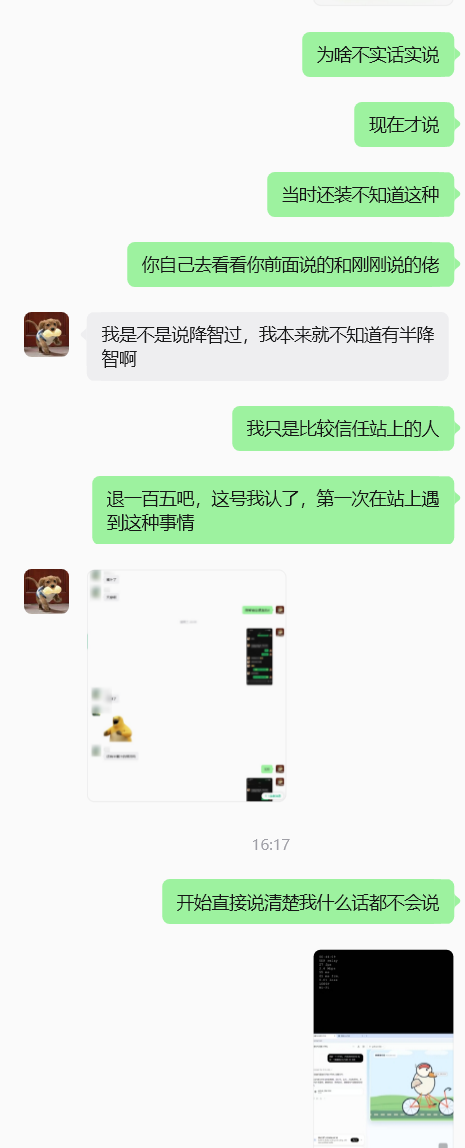 为啥不实话实说
现在才说
当时还装不知道这种
你自己去看看你前面说的和刚刚说的佬
我是不是说降智过，我本来就不知道有半降
智啊
我只是比较信任站上的人
退一百五吧，这号我认了，第一次在站上遇
到这种事情
16:17
开始直接说清楚我什么话都不会说